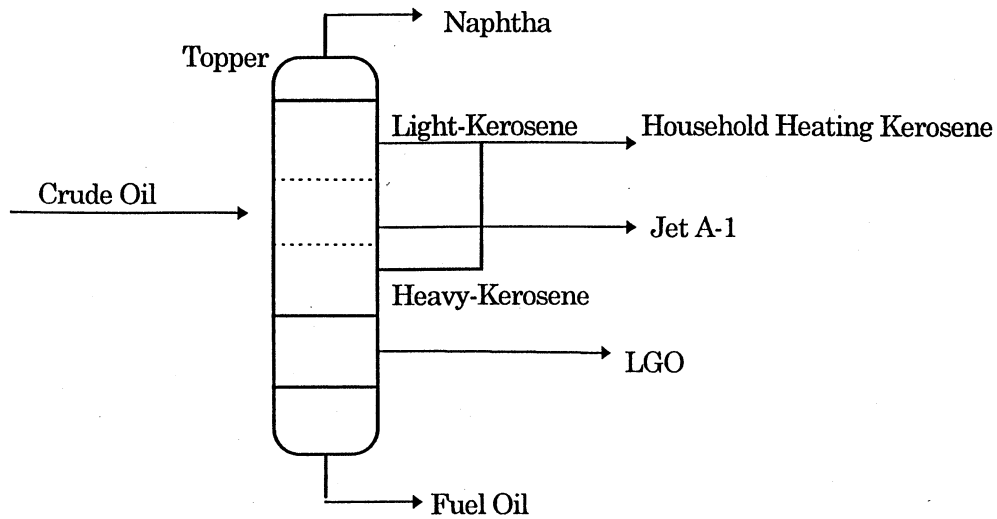 Naphtha
Topper
Light-Kerosene
Household Heating Kerosene
Crude Oil
Jet A-1
Heavy-Kerosene
LGO
Fuel Oil